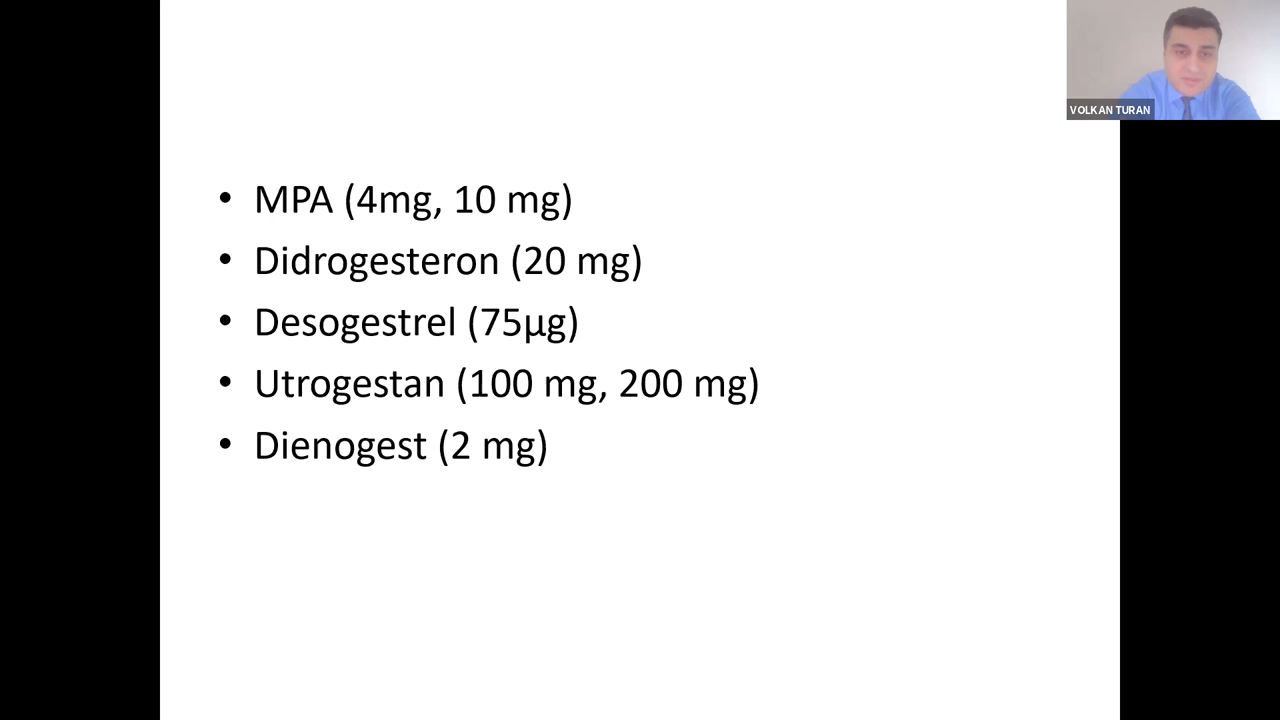 VOLKAN TURAN
• MPA (4mg, 10 mg)
• Didrogesteron (20 mg)
• Desogestrel (75µg)
• Utrogestan (100 mg, 200 mg)
• Dienogest (2 mg)